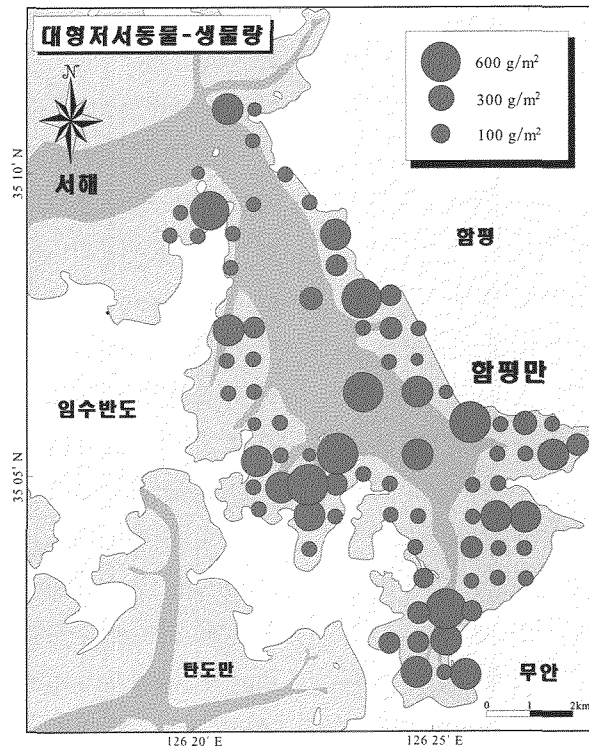 대형저서동물-생물량
N
600 g/m²
300 g/m²
100 g/m²
35 10' N
서해
함평
함평만
임수반도
35 05' N
탄도만
무안
0 1 2km
126 20' E
126 25' E